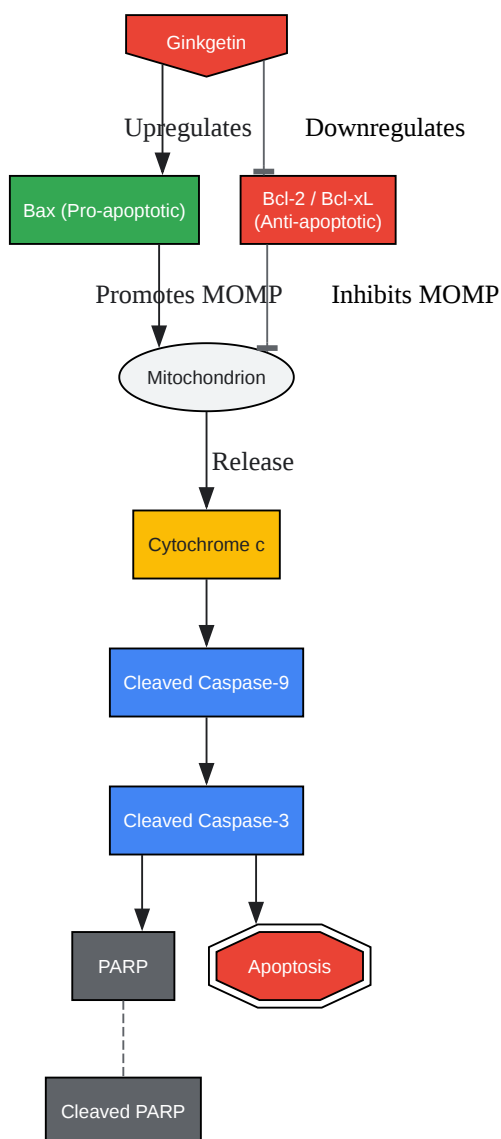 Ginkgetin
Upregulates
Downregulates
Bax (Pro-apoptotic)
Bcl-2 / Bcl-xL
(Anti-apoptotic)
Promotes MOMP
Inhibits MOMP
Mitochondrion
Release
Cytochrome c
Cleaved Caspase-9
Cleaved Caspase-3
PARP
Apoptosis
Cleaved PARP